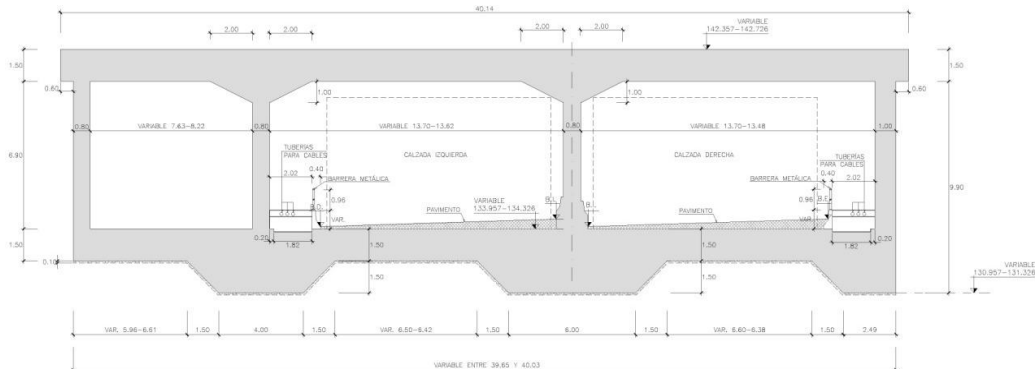 40.14
2.00 2.00 2.00 2.00
VARIABLE
142.357-142.726
1.50 1.50
0.60 0.60
1.00 1.00
0.80 VARIABLE 7.63-8.22 0.80 VARIABLE 13.70-13.62 0.80 VARIABLE 13.70-13.48 1.00
TUBERÍAS
PARA CABLES
CALZADA IZQUIERDA
CALZADA DERECHA
TUBERÍAS
PARA CABLES
6.90
2.02 0.40
0.40 2.02
BARRERA METÁLICA
BARRERA METÁLICA
9.90
0.96
0.96
VARIABLE
133.957-134.326
PAVIMENTO
PAVIMENTO
VAR.
VAR.
B.I.
B.I.
0.20
1.82
1.82
0.20
1.50
1.50
1.50
0.10
1.50
1.50
VARIABLE
130.957-131.326
VAR. 5.96-6.61 1.50 4.00 1.50 VAR. 6.50-6.42 1.50 6.00 1.50 VAR. 6.60-6.38 1.50 2.49
VARIABLE ENTRE 39.65 Y 40.03